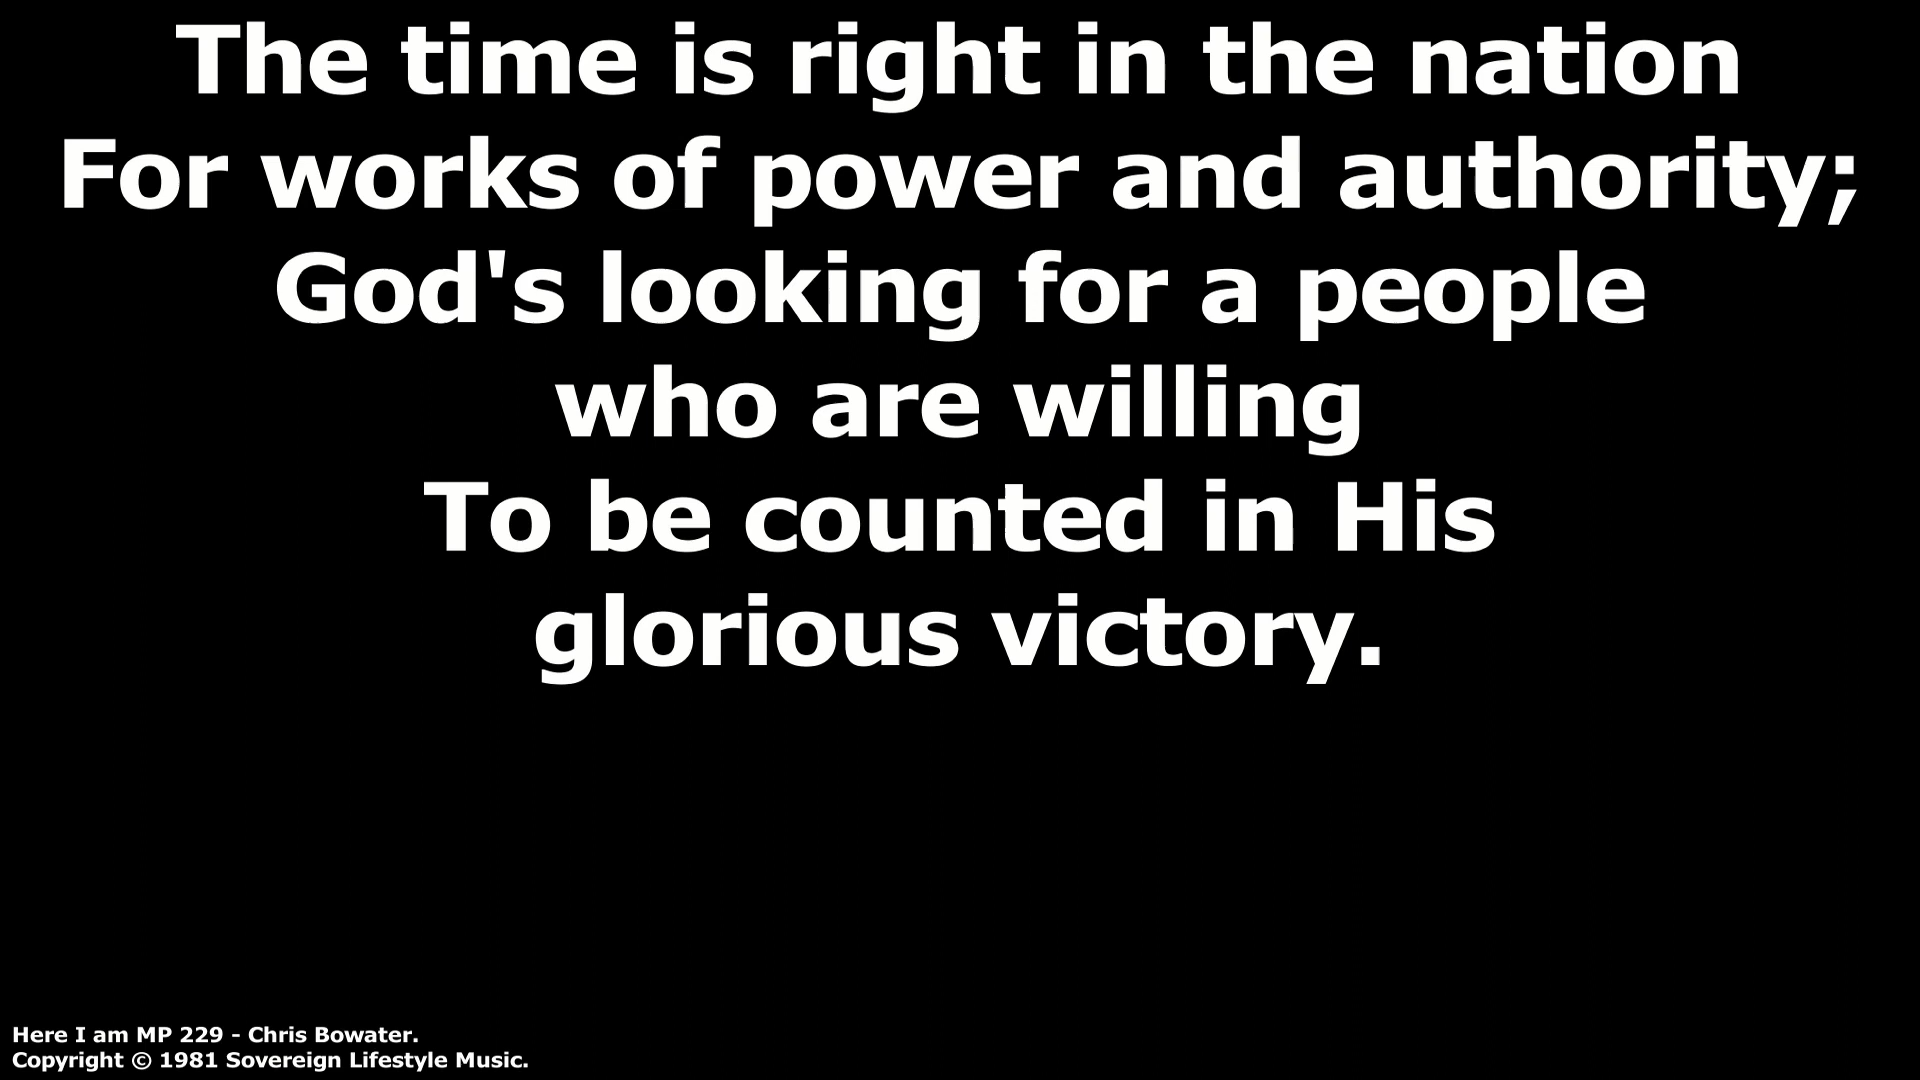 The time is right in the nation
For works of power and authority;
God's looking for a people
who are willing
To be counted in His
glorious victory.
Here I am MP 229 - Chris Bowater.
Copyright © 1981 Sovereign Lifestyle Music.